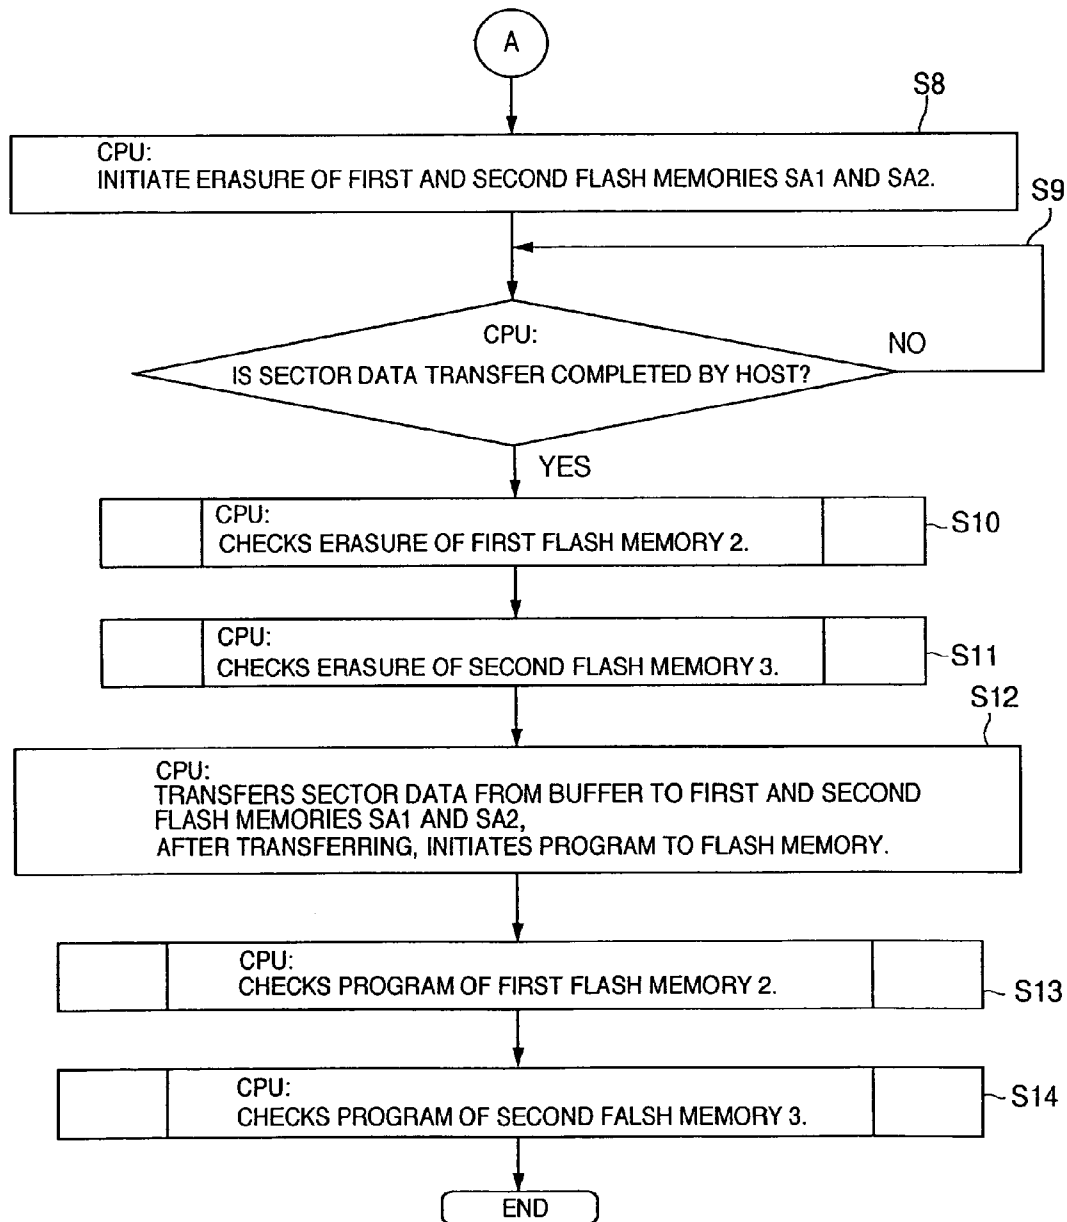 A
S8
CPU:
INITIATE ERASURE OF FIRST AND SECOND FLASH MEMORIES SA1 AND SA2.
S9
CPU:
NO
IS SECTOR DATA TRANSFER COMPLETED BY HOST?
YES
CPU:
CHECKS ERASURE OF FIRST FLASH MEMORY 2.
S10
CPU:
CHECKS ERASURE OF SECOND FLASH MEMORY 3.
S11
S12
CPU:
TRANSFERS SECTOR DATA FROM BUFFER TO FIRST AND SECOND
FLASH MEMORIES SA1 AND SA2,
AFTER TRANSFERRING, INITIATES PROGRAM TO FLASH MEMORY.
CPU:
CHECKS PROGRAM OF FIRST FLASH MEMORY 2.
S13
CPU:
CHECKS PROGRAM OF SECOND FALSH MEMORY 3.
S14
END